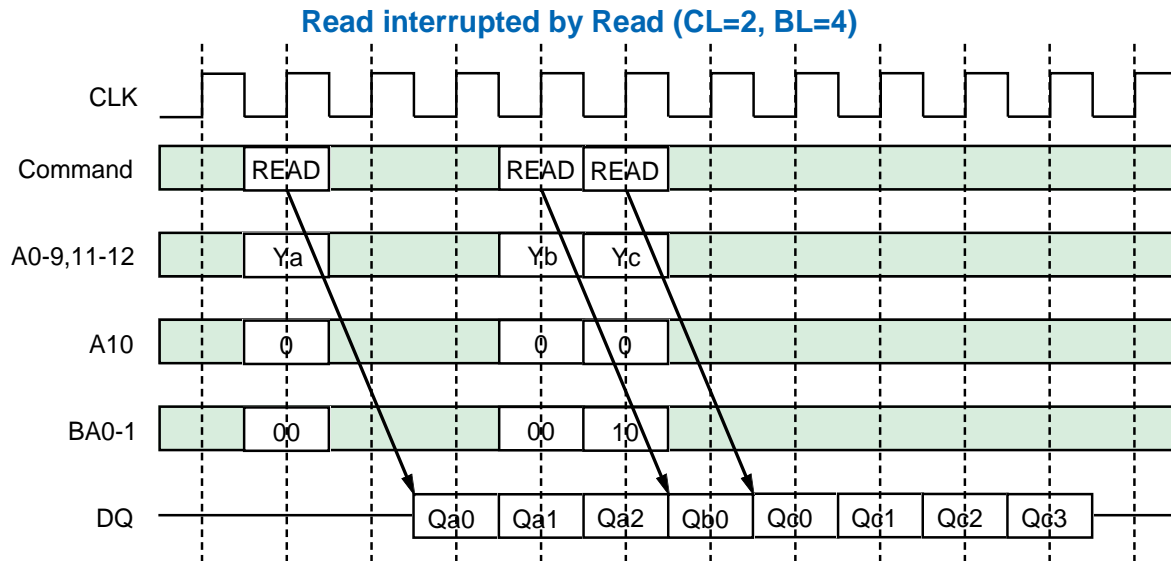 Read interrupted by Read (CL=2, BL=4)
CLK
Command READ READ READ
A0-9,11-12 Ya Yb Yc
A10 0 0 0
BA0-1 00 00 10
DQ Qa0 Qa1 Qa2 Qb0 Qc0 Qc1 Qc2 Qc3